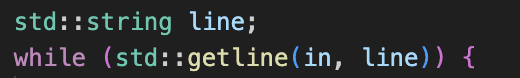 std::string line;
while (std::getline(in, line)) {